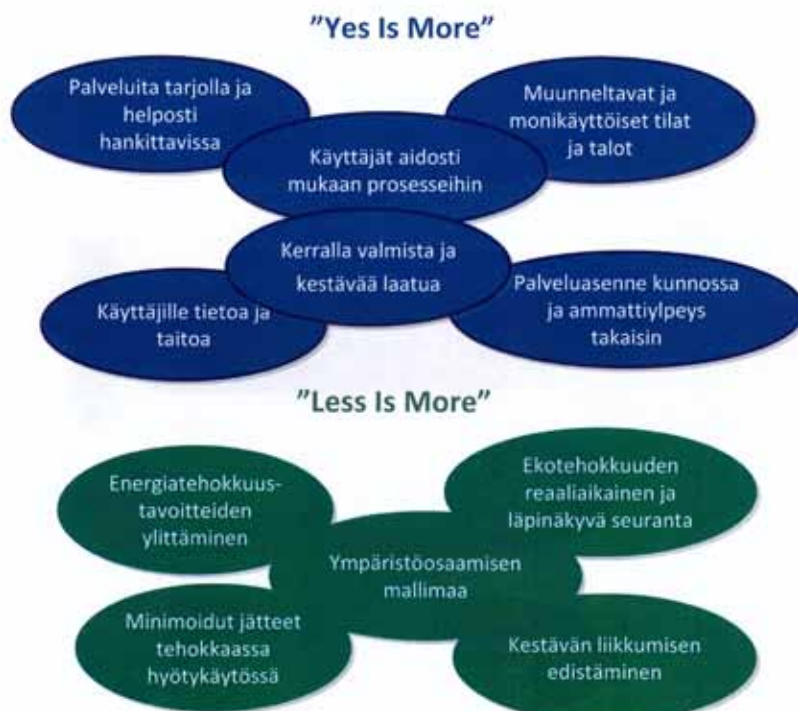 ”Yes Is More”
Palveluita tarjolla ja
helposti
hankittavissa
Muunneltavat ja
monikäyttöiset tilat
ja talot
Käyttäjät aidosti
mukaan prosesseihin
Kerralla valmista ja
kestävää laatua
Käyttäjille tietoa ja
taitoa
Palveluasenne kunnossa
ja ammattiylpeys
takaisin
”Less Is More”
Energiatehokkuus-
tavoitteiden
ylittäminen
Ekotehokkuuden
reaaliaikainen ja
läpinäkyvä seuranta
Ympäristöosaamisen
mallimaa
Minimoidut jätteet
tehokkaassa
hyötykäytössä
Kestävän liikkumisen
edistäminen